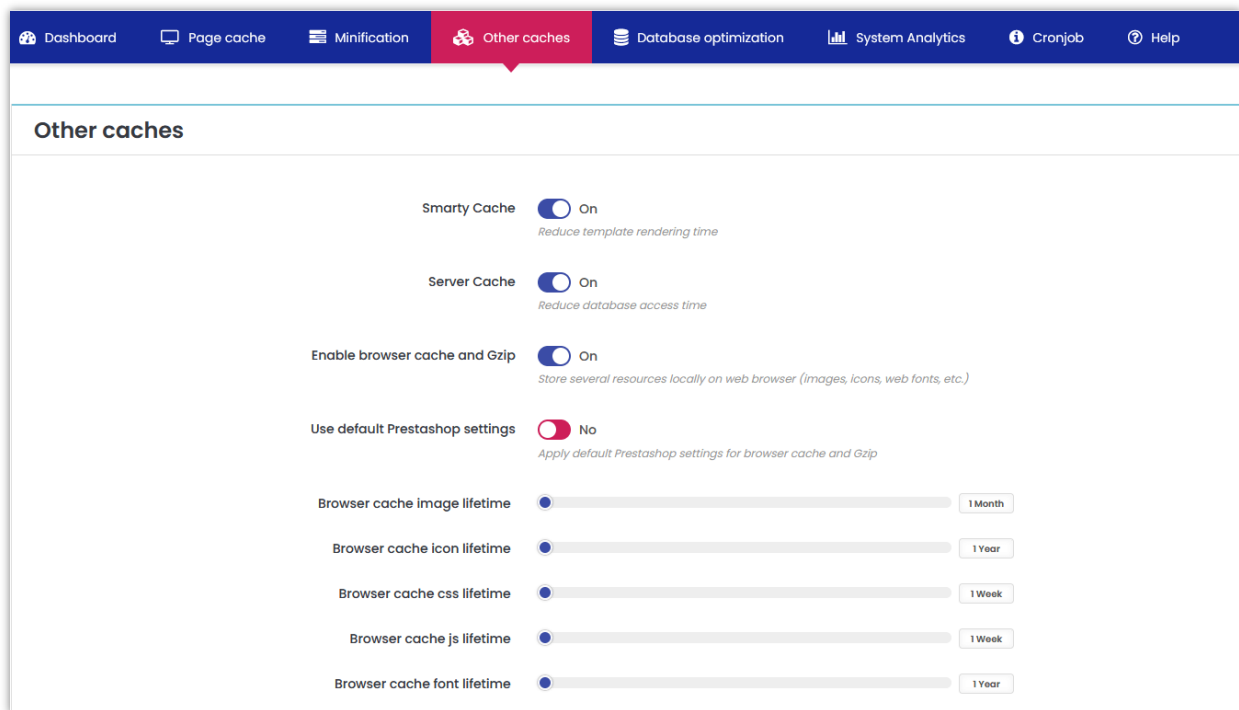 Dashboard Page cache Minification Other caches Database optimization System Analytics Cronjob Help
Other caches
Smarty Cache On
Reduce template rendering time
Server Cache On
Reduce database access time
Enable browser cache and Gzip On
Store several resources locally on web browser (images, icons, web fonts, etc.)
Use default Prestashop settings No
Apply default Prestashop settings for browser cache and Gzip
Browser cache image lifetime 1 Month
Browser cache icon lifetime 1 Year
Browser cache css lifetime 1 Week
Browser cache js lifetime 1 Week
Browser cache font lifetime 1 Year